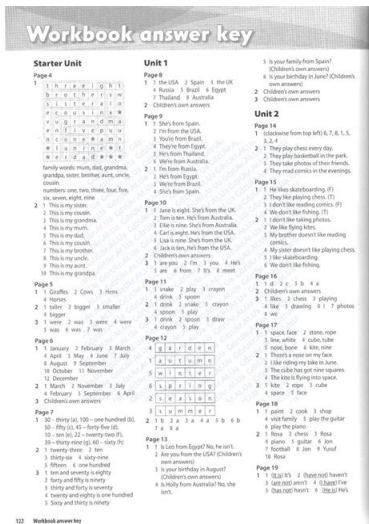 Workbook answer key
Starter Unit
Page 4
1
t h r e e i g h t
b r o t h e r s w
s i s t e r a i o
e c o u s i n x
v u g r a n d m a
e n f i v e p u u
n c o n e a m n
l u n i n e t
e r d a d
family words: mum, dad, grandma,
grandpa, sister, brother, aunt, uncle,
cousin
numbers: one, two, three, four, five,
six, seven, eight, nine
2 1 This is my sister.
2 This is my cousin.
3 This is my grandma.
4 This is my mum.
5 This is my dad.
6 This is my cousin.
7 This is my brother.
8 This is my uncle.
9 This is my aunt.
10 This is my grandpa.
Page 5
1 1 Giraffes 2 Cows 3 Hens
4 Horses
2 1 taller 2 bigger 3 smaller
4 bigger
3 1 were 2 was 3 were 4 were
5 was 6 was 7 was
Page 6
1 1 January 2 February 3 March
4 April 5 May 6 June 7 July
8 August 9 September
10 October 11 November
12 December
2 1 March 2 November 3 July
4 February 5 September 6 April
3 Children's own answers
Page 7
1 30 – thirty (a), 100 – one hundred (b),
50 – fifty (c), 45 – forty-five (d),
10 – ten (e), 22 – twenty-two (f),
39 – thirty-nine (g), 60 – sixty (h)
2 1 twenty-three 2 ten
3 thirty-six 4 sixty-nine
5 fifteen 6 one hundred
3 1 ten and seventy is eighty
2 forty and fifty is ninety
3 thirty and forty is seventy
4 twenty and eighty is one hundred
5 Sixty and thirty is ninety
Unit 1
Page 8
1 1 the USA 2 Spain 3 the UK
4 Russia 5 Brazil 6 Egypt
7 Thailand 8 Australia
2 Children's own answers
Page 9
1 1 She's from Spain.
2 I'm from the USA.
3 You're from Brazil.
4 They're from Egypt.
5 He's from Thailand.
6 We're from Australia.
2 1 I'm from Russia.
2 He's from Egypt.
3 We're from Brazil.
4 She's from Spain.
Page 10
1 1 Jane is eight. She's from the UK.
2 Tom is ten. He's from Australia.
3 Ellie is nine. She's from Australia.
4 Carl is eight. He's from the USA.
5 Lisa is nine. She's from the UK.
6 Jack is ten. He's from the USA.
2 Children's own answers
3 1 are you 2 I'm 3 you 4 He's
5 are 6 from 7 It's 8 meet
Page 11
1 1 snake 2 play 3 crayon
4 drink 5 spoon
2 1 drink 2 snake 3 crayon
4 spoon 5 play
3 1 drink 2 spoon 3 draw
4 crayon 5 play
Page 12
4 g a r d e n
1 a u t u m n
5 w i n t e r
6 s p r i n g
2 s e a s o n
3 s u m m e r
2 1 b 2 a 3 a 4 a 5 b 6 b
7 a 8 a
Page 13
1 1 Is Leo from Egypt? No, he isn't.
2 Are you from the USA? (Children's
own answers)
3 Is your birthday in August?
(Children's own answers)
4 Is Holly from Australia? No, she
isn't.
5 Is your family from Spain?
(Children's own answers)
6 Is your birthday in June? (Children's
own answers)
2 Children's own answers
3 Children's own answers
Unit 2
Page 14
1 (clockwise from top left) 6, 7, 8, 1, 5,
3, 2, 4
2 1 They play chess every day.
2 They play basketball in the park.
3 They take photos of their friends.
4 They read comics in the evenings.
Page 15
1 1 He likes skateboarding. (F)
2 They like playing chess. (T)
3 I don't like reading comics. (F)
4 We don't like fishing. (T)
2 1 I don't like taking photos.
2 We like flying kites.
3 My brother doesn't like reading
comics.
4 My sister doesn't like playing chess.
5 I like skateboarding.
6 We don't like fishing.
Page 16
1 1 d 2 c 3 b 4 a
2 Children's own answers
3 1 likes 2 chess 3 playing
4 like 5 drawing 6 I 7 photos
4 we
Page 17
1 1 space, face 2 stone, rope
3 line, white 4 cube, tube
5 nose, bone 6 kite, nine
2 1 There's a nose on my face.
2 I like riding my bike in June.
3 The cube has got nine squares.
4 The kite is flying into space.
3 1 kite 2 rope 3 cube
4 space 5 face
Page 18
1 1 paint 2 cook 3 shop
4 visit family 5 play the guitar
6 play the piano
2 1 Rosa 2 chess 3 Rosa
4 piano 5 guitar 6 Jon
7 football 8 Jon 9 Yusuf
10 Rosa
Page 19
1 1 (It is) It's 2 (have not) haven't
3 (are not) aren't 4 (I have) I've
5 (has not) hasn't 6 (He is) He's
122 Workbook answer key